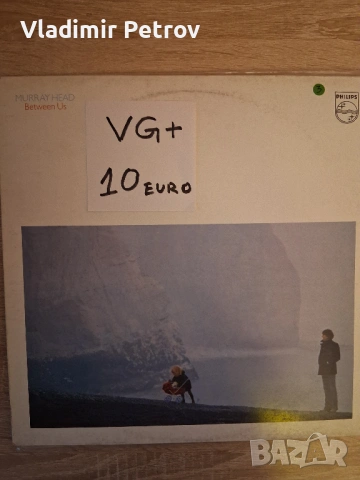 Vladimir Petrov
MURRAY HEAD
Between Us
PHILIPS
VG+
10 EURO
BAZAR